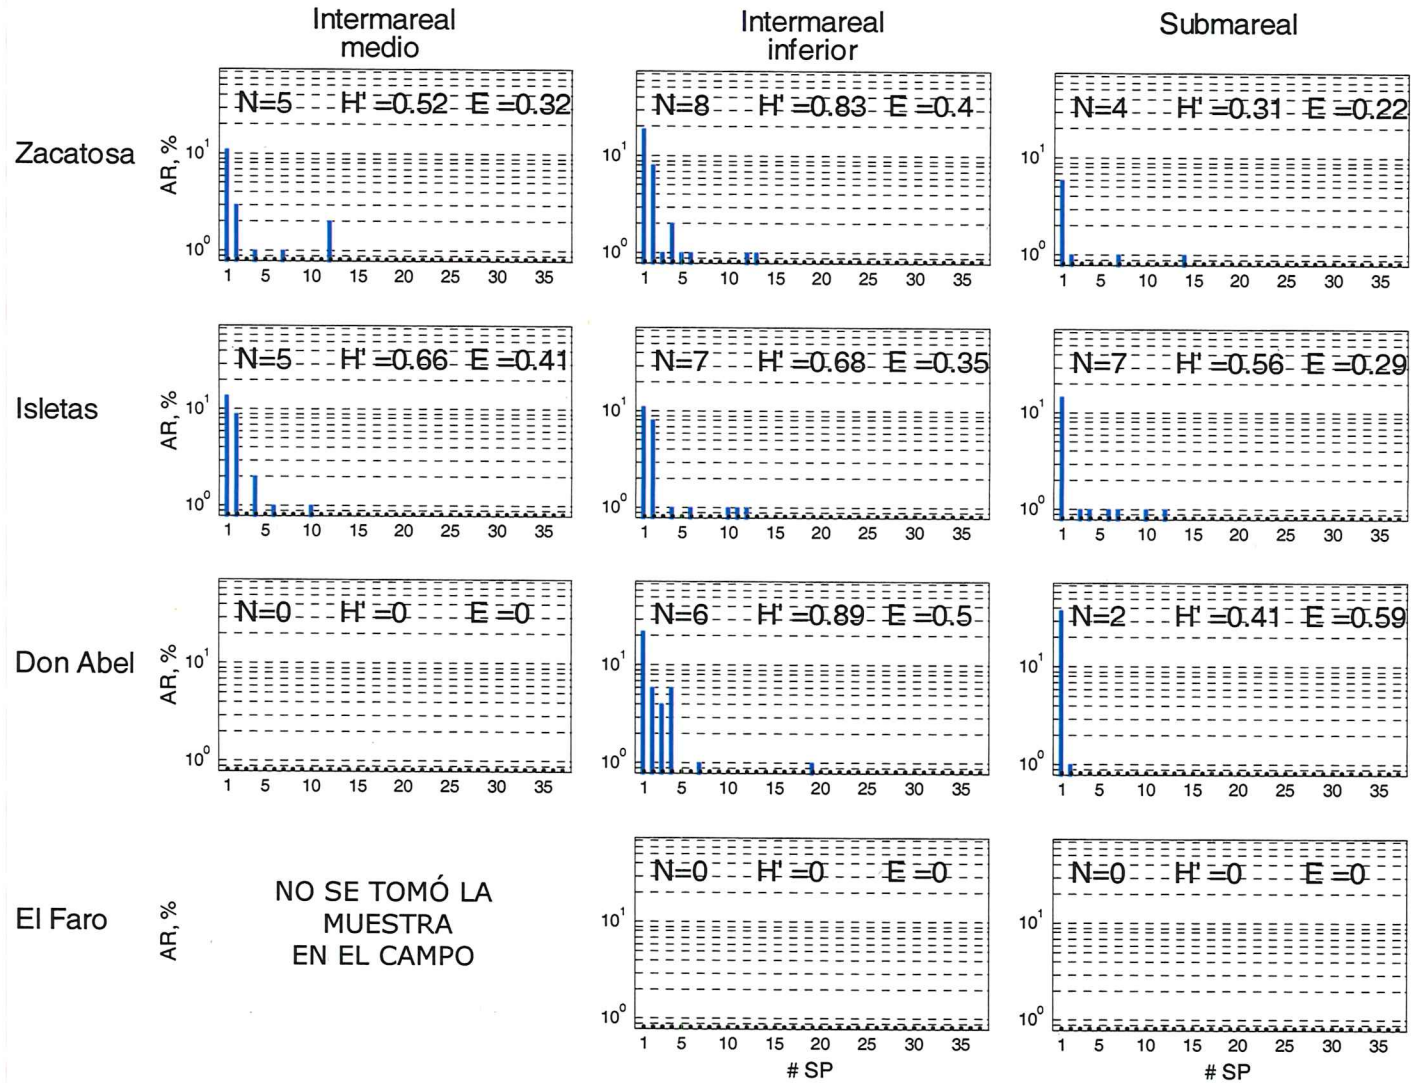 Intermareal
medio
Intermareal
inferior
Submareal
Zacatosa
AR, %
10¹
10⁰
N=5 H' =0.52 E =0.32
1 5 10 15 20 25 30 35
10¹
10⁰
N=8 H' =0.83 E =0.4
1 5 10 15 20 25 30 35
10¹
10⁰
N=4 H' =0.31 E =0.22
1 5 10 15 20 25 30 35
Isletas
AR, %
10¹
10⁰
N=5 H' =0.66 E =0.41
1 5 10 15 20 25 30 35
10¹
10⁰
N=7 H' =0.68 E =0.35
1 5 10 15 20 25 30 35
10¹
10⁰
N=7 H' =0.56 E =0.29
1 5 10 15 20 25 30 35
Don Abel
AR, %
10¹
10⁰
N=0 H' =0 E =0
1 5 10 15 20 25 30 35
10¹
10⁰
N=6 H' =0.89 E =0.5
1 5 10 15 20 25 30 35
10¹
10⁰
N=2 H' =0.41 E =0.59
1 5 10 15 20 25 30 35
El Faro
AR, %
NO SE TOMÓ LA
MUESTRA
EN EL CAMPO
10¹
10⁰
N=0 H' =0 E =0
1 5 10 15 20 25 30 35
# SP
10¹
10⁰
N=0 H' =0 E =0
1 5 10 15 20 25 30 35
# SP